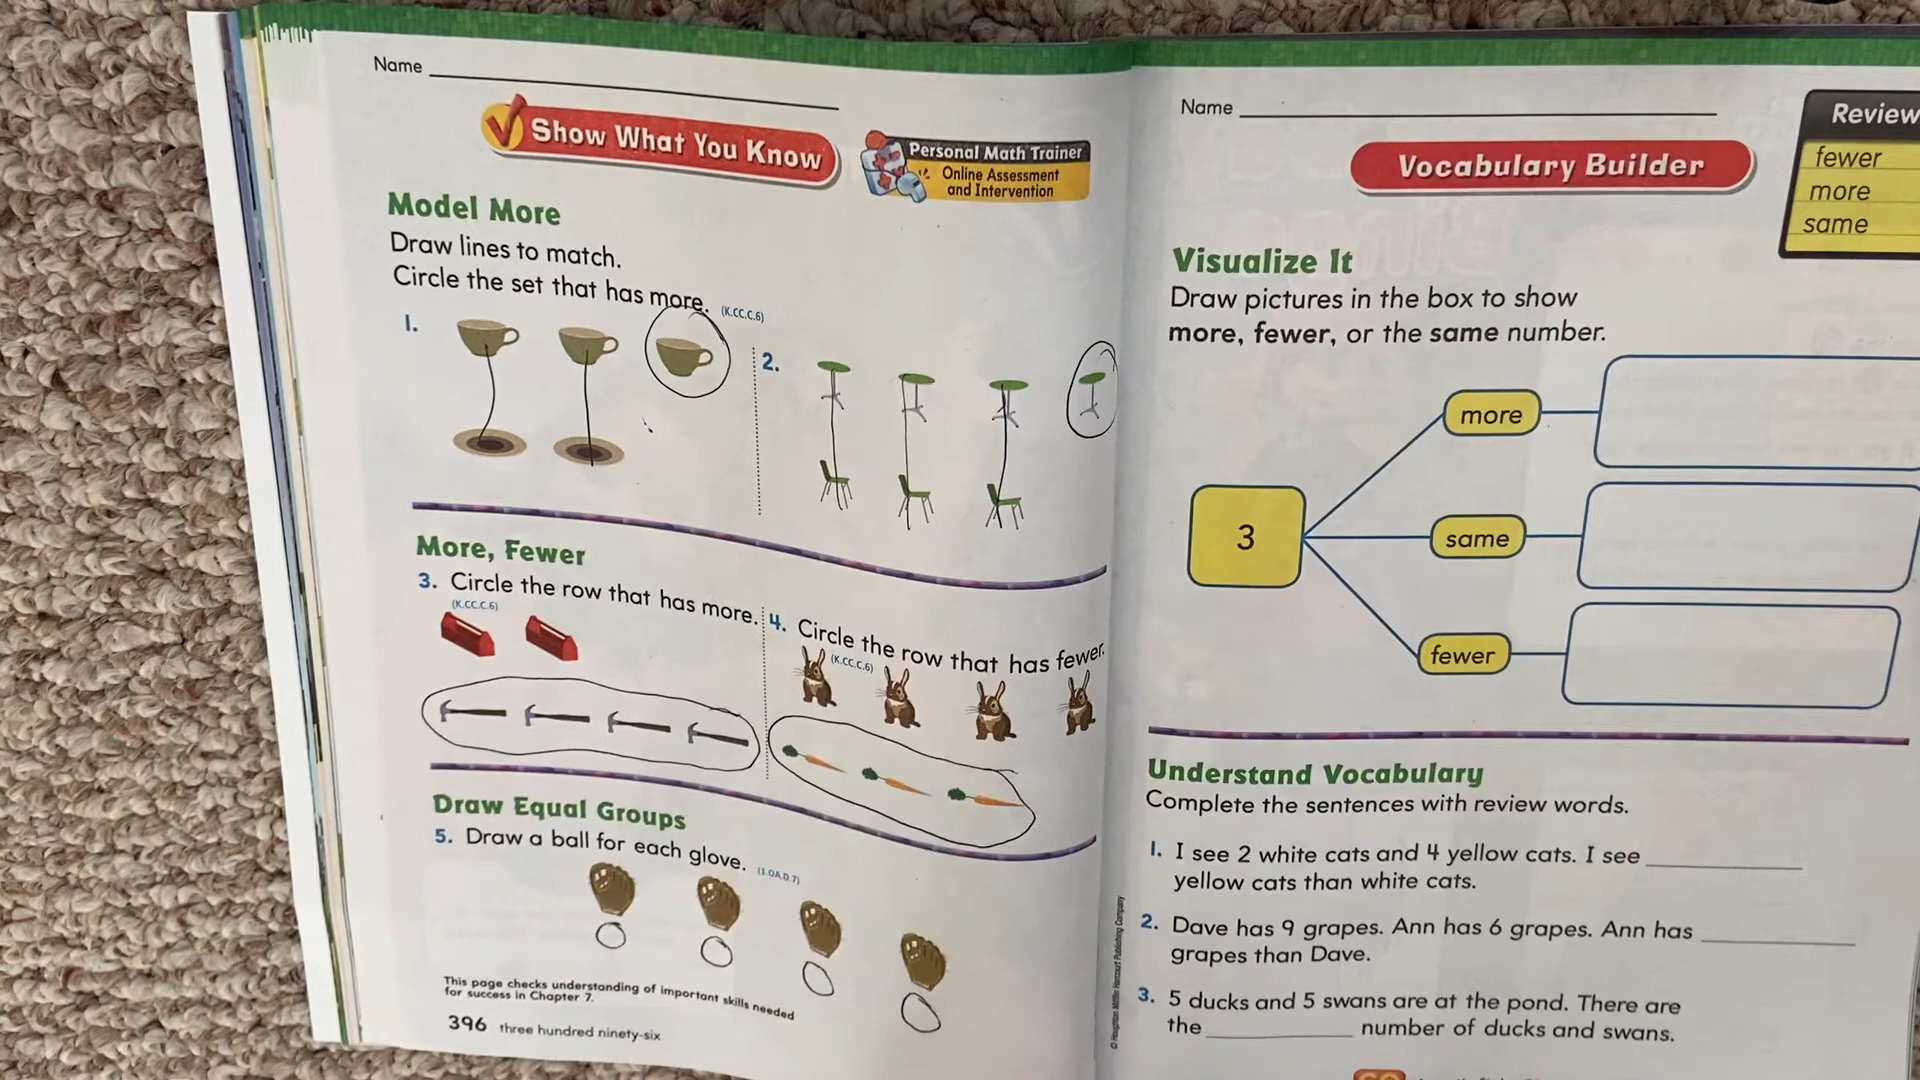 Name
Show What You Know
Personal Math Trainer
Online Assessment
and Intervention
Model More
Draw lines to match.
Circle the set that has more. (K.CC.C.6)
1.
2.
More, Fewer
3. Circle the row that has more.
(K.CC.C.6)
4. Circle the row that has fewer.
(K.CC.C.6)
Draw Equal Groups
5. Draw a ball for each glove. (1.OA.D.7)
This page checks understanding of important skills needed
for success in Chapter 7.
396 three hundred ninety-six
Name
Vocabulary Builder
Review
fewer
more
same
Visualize It
Draw pictures in the box to show
more, fewer, or the same number.
3
more
same
fewer
Understand Vocabulary
Complete the sentences with review words.
1. I see 2 white cats and 4 yellow cats. I see
yellow cats than white cats.
2. Dave has 9 grapes. Ann has 6 grapes. Ann has
grapes than Dave.
3. 5 ducks and 5 swans are at the pond. There are
the number of ducks and swans.
© Houghton Mifflin Harcourt Publishing Company